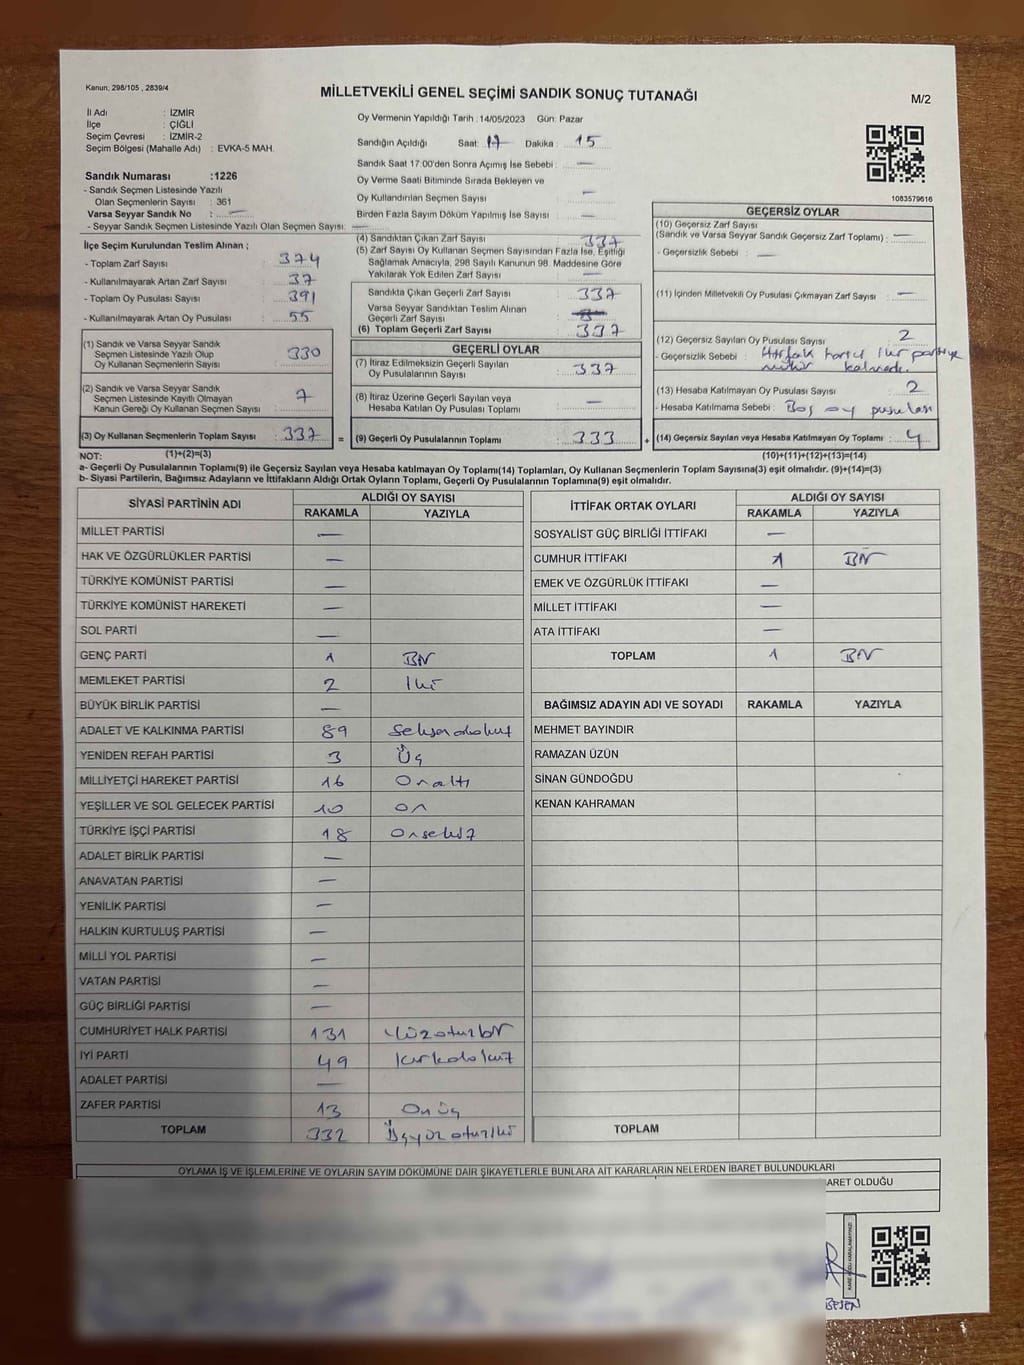 Kanun; 298/105 , 2839/4
MİLLETVEKİLİ GENEL SEÇİMİ SANDIK SONUÇ TUTANAĞI
M/2
İl Adı : İZMİR
İlçe : ÇİĞLİ
Seçim Çevresi : İZMİR-2
Seçim Bölgesi (Mahalle Adı) : EVKA-5 MAH.
Oy Vermenin Yapıldığı Tarih :14/05/2023 Gün: Pazar
Sandığın Açıldığı Saat: 17 Dakika : 15
Sandık Saat 17.00'den Sonra Açımış İse Sebebi : —
Oy Verme Saati Bitiminde Sırada Bekleyen ve
Oy Kullandırılan Seçmen Sayısı : —
Birden Fazla Sayım Döküm Yapılmış İse Sayısı : —
Sandık Numarası :1226
- Sandık Seçmen Listesinde Yazılı
Olan Seçmenlerin Sayısı : 361
Varsa Seyyar Sandık No : —
- Seyyar Sandık Seçmen Listesinde Yazılı Olan Seçmen Sayısı: —
1083579616
İlçe Seçim Kurulundan Teslim Alınan ;
- Toplam Zarf Sayısı : 374
- Kullanılmayarak Artan Zarf Sayısı : 37
- Toplam Oy Pusulası Sayısı : 391
- Kullanılmayarak Artan Oy Pusulası : 55
(1) Sandık ve Varsa Seyyar Sandık
Seçmen Listesinde Yazılı Olup
Oy Kullanan Seçmenlerin Sayısı : 330
(2) Sandık ve Varsa Seyyar Sandık
Seçmen Listesinde Kayıtlı Olmayan
Kanun Gereği Oy Kullanan Seçmen Sayısı : 7
(3) Oy Kullanan Seçmenlerin Toplam Sayısı : 337 =
(4) Sandıktan Çıkan Zarf Sayısı : 337
(5) Zarf Sayısı Oy Kullanan Seçmen Sayısından Fazla İse, Eşitliği
Sağlamak Amacıyla, 298 Sayılı Kanunun 98. Maddesine Göre
Yakılarak Yok Edilen Zarf Sayısı : —
Sandıkta Çıkan Geçerli Zarf Sayısı : 337
Varsa Seyyar Sandıktan Teslim Alınan
Geçerli Zarf Sayısı :
(6) Toplam Geçerli Zarf Sayısı : 337
GEÇERLİ OYLAR
(7) İtiraz Edilmeksizin Geçerli Sayılan
Oy Pusulalarının Sayısı : 337
(8) İtiraz Üzerine Geçerli Sayılan veya
Hesaba Katılan Oy Pusulaları Toplamı : —
(9) Geçerli Oy Pusulalarının Toplamı : 333 +
GEÇERSİZ OYLAR
(10) Geçersiz Zarf Sayısı
(Sandık ve Varsa Seyyar Sandık Geçersiz Zarf Toplamı) : —
- Geçersizlik Sebebi : —
(11) İçinden Milletvekili Oy Pusulası Çıkmayan Zarf Sayısı : —
(12) Geçersiz Sayılan Oy Pusulası Sayısı : 2
- Geçersizlik Sebebi : harici bir partiye
mühür
(13) Hesaba Katılmayan Oy Pusulası Sayısı : 2
- Hesaba Katılmama Sebebi : Boş oy pusulası
(14) Geçersiz Sayılan veya Hesaba Katılmayan Oy Toplamı : 4
NOT: (1)+(2)=(3) (10)+(11)+(12)+(13)=(14)
a- Geçerli Oy Pusulalarının Toplamı(9) ile Geçersiz Sayılan veya Hesaba katılmayan Oy Toplamı(14) Toplamları, Oy Kullanan Seçmenlerin Toplam Sayısına(3) eşit olmalıdır. (9)+(14)=(3)
b- Siyasi Partilerin, Bağımsız Adayların ve İttifakların Aldığı Ortak Oyların Toplamı, Geçerli Oy Pusulalarının Toplamına(9) eşit olmalıdır.
SİYASİ PARTİNİN ADI ALDIĞI OY SAYISI
RAKAMLA YAZIYLA
MİLLET PARTİSİ —
HAK VE ÖZGÜRLÜKLER PARTİSİ —
TÜRKİYE KOMÜNİST PARTİSİ —
TÜRKİYE KOMÜNİST HAREKETİ —
SOL PARTİ —
GENÇ PARTİ 1 BİR
MEMLEKET PARTİSİ 2 İki
BÜYÜK BİRLİK PARTİSİ —
ADALET VE KALKINMA PARTİSİ 89 Seksendokuz
YENİDEN REFAH PARTİSİ 3 Üç
MİLLİYETÇİ HAREKET PARTİSİ 16 Onaltı
YEŞİLLER VE SOL GELECEK PARTİSİ 10 on
TÜRKİYE İŞÇİ PARTİSİ 18 Onsekiz
ADALET BİRLİK PARTİSİ —
ANAVATAN PARTİSİ —
YENİLİK PARTİSİ —
HALKIN KURTULUŞ PARTİSİ —
MİLLİ YOL PARTİSİ —
VATAN PARTİSİ —
GÜÇ BİRLİĞİ PARTİSİ —
CUMHURİYET HALK PARTİSİ 131 Yüzotuzbir
İYİ PARTİ 49 Kırkdokuz
ADALET PARTİSİ —
ZAFER PARTİSİ 13 On üç
TOPLAM 332 Üçyüzotuziki
İTTİFAK ORTAK OYLARI ALDIĞI OY SAYISI
RAKAMLA YAZIYLA
SOSYALİST GÜÇ BİRLİĞİ İTTİFAKI —
CUMHUR İTTİFAKI 1 BİR
EMEK VE ÖZGÜRLÜK İTTİFAKI —
MİLLET İTTİFAKI —
ATA İTTİFAKI —
TOPLAM 1 BİR
BAĞIMSIZ ADAYIN ADI VE SOYADI RAKAMLA YAZIYLA
MEHMET BAYINDIR
RAMAZAN ÜZÜN
SİNAN GÜNDOĞDU
KENAN KAHRAMAN
TOPLAM
OYLAMA İŞ VE İŞLEMLERİNE VE OYLARIN SAYIM DÖKÜMÜNE DAİR ŞİKAYETLERLE BUNLARA AİT KARARLARIN NELERDEN İBARET BULUNDUKLARI
ARET OLDUĞU
KARE KODU KARALAMAYINIZ!